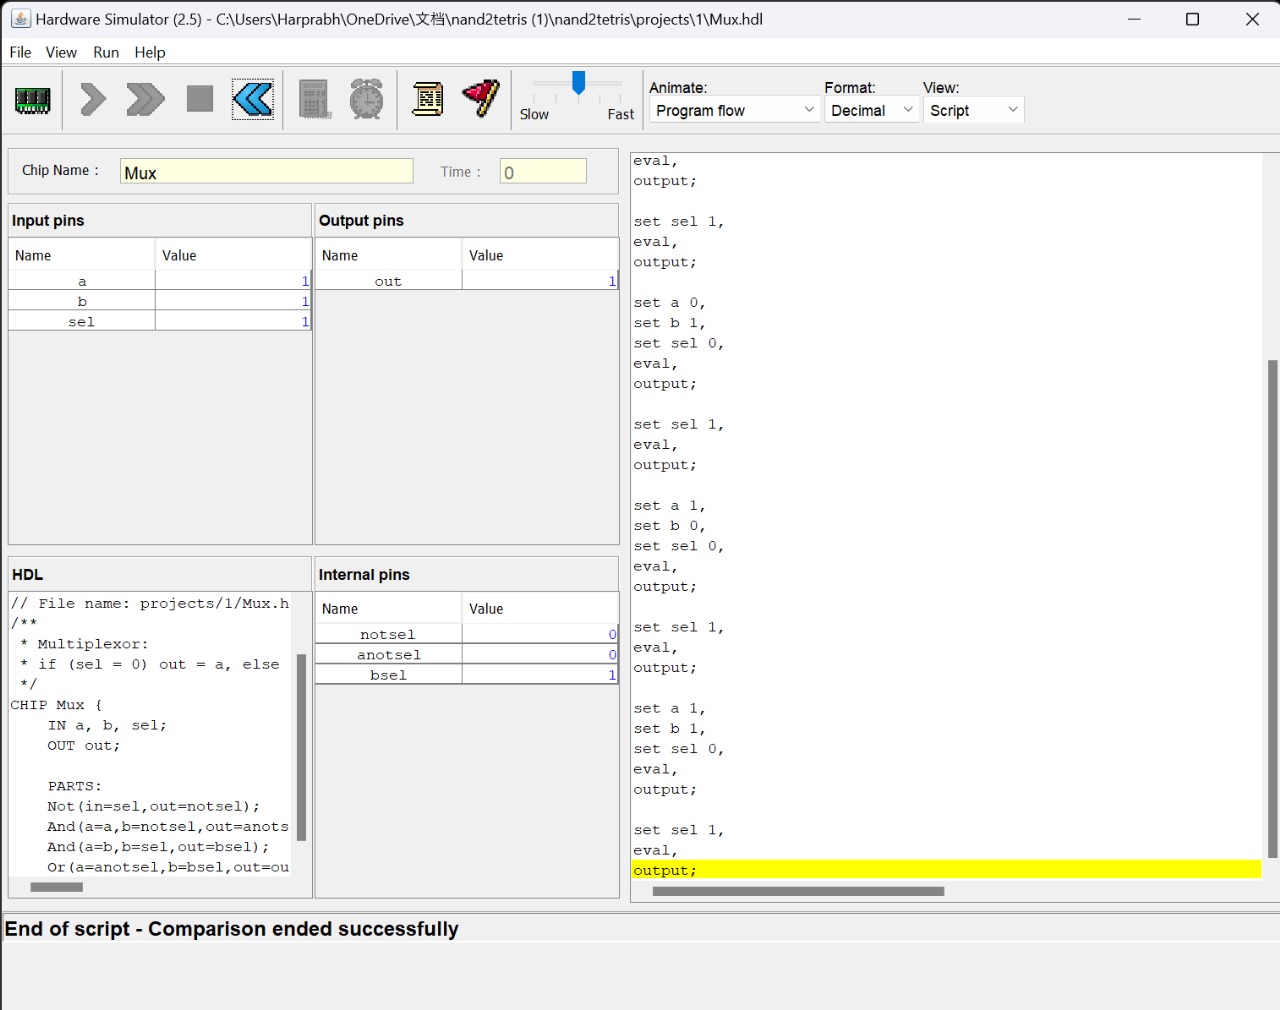 Hardware Simulator (2.5) - C:\Users\Harprabh\OneDrive\文档\nand2tetris (1)\nand2tetris\projects\1\Mux.hdl
File View Run Help
Slow Fast
Animate: Format: View:
Program flow Decimal Script
Chip Name : Mux Time : 0
Input pins
Name Value
a 1
b 1
sel 1
Output pins
Name Value
out 1
HDL
// File name: projects/1/Mux.h
/**
* Multiplexor:
* if (sel = 0) out = a, else
*/
CHIP Mux {
IN a, b, sel;
OUT out;
PARTS:
Not(in=sel,out=notsel);
And(a=a,b=notsel,out=anots
And(a=b,b=sel,out=bsel);
Or(a=anotsel,b=bsel,out=ou
Internal pins
Name Value
notsel 0
anotsel 0
bsel 1
eval,
output;
set sel 1,
eval,
output;
set a 0,
set b 1,
set sel 0,
eval,
output;
set sel 1,
eval,
output;
set a 1,
set b 0,
set sel 0,
eval,
output;
set sel 1,
eval,
output;
set a 1,
set b 1,
set sel 0,
eval,
output;
set sel 1,
eval,
output;
End of script - Comparison ended successfully